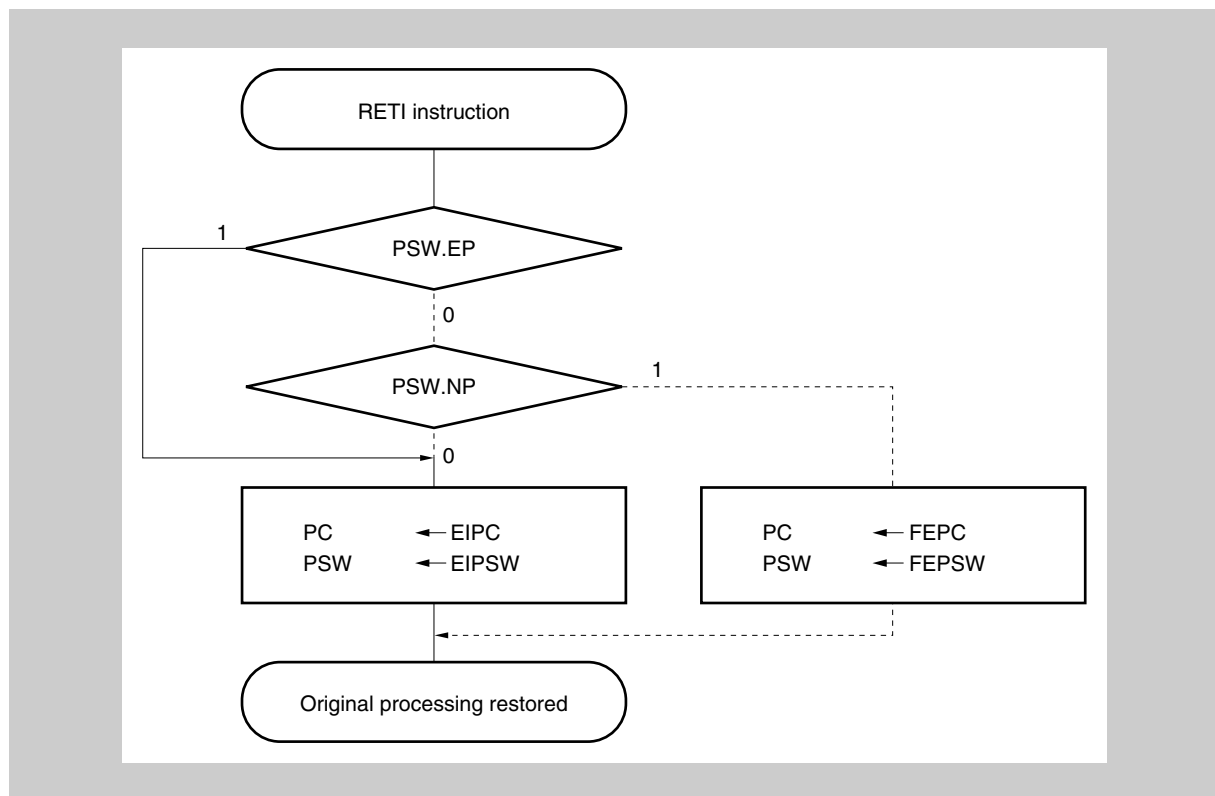 RETI instruction
1
PSW.EP
0
1
PSW.NP
0
PC ← EIPC
PSW ← EIPSW
PC ← FEPC
PSW ← FEPSW
Original processing restored